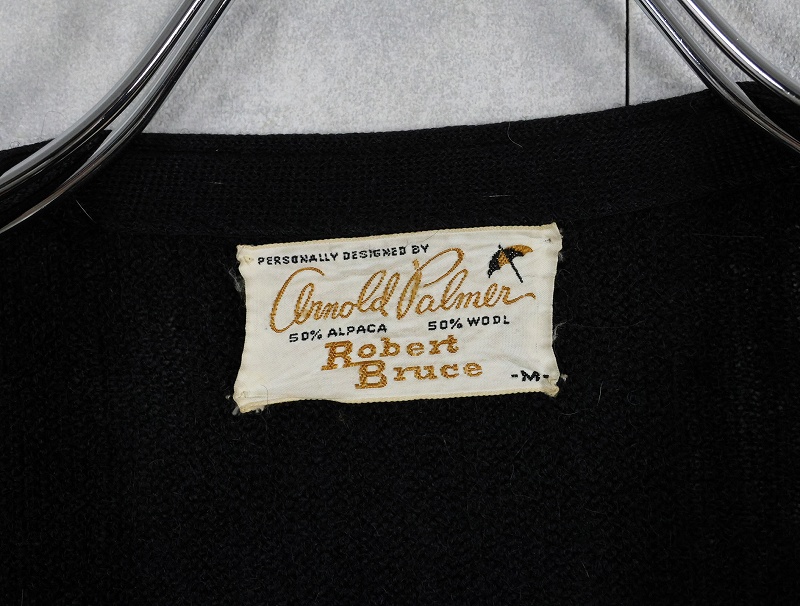 PERSONALLY DESIGNED BY
Arnold Palmer
50% ALPACA 50% WOOL
Robert
Bruce
-M-